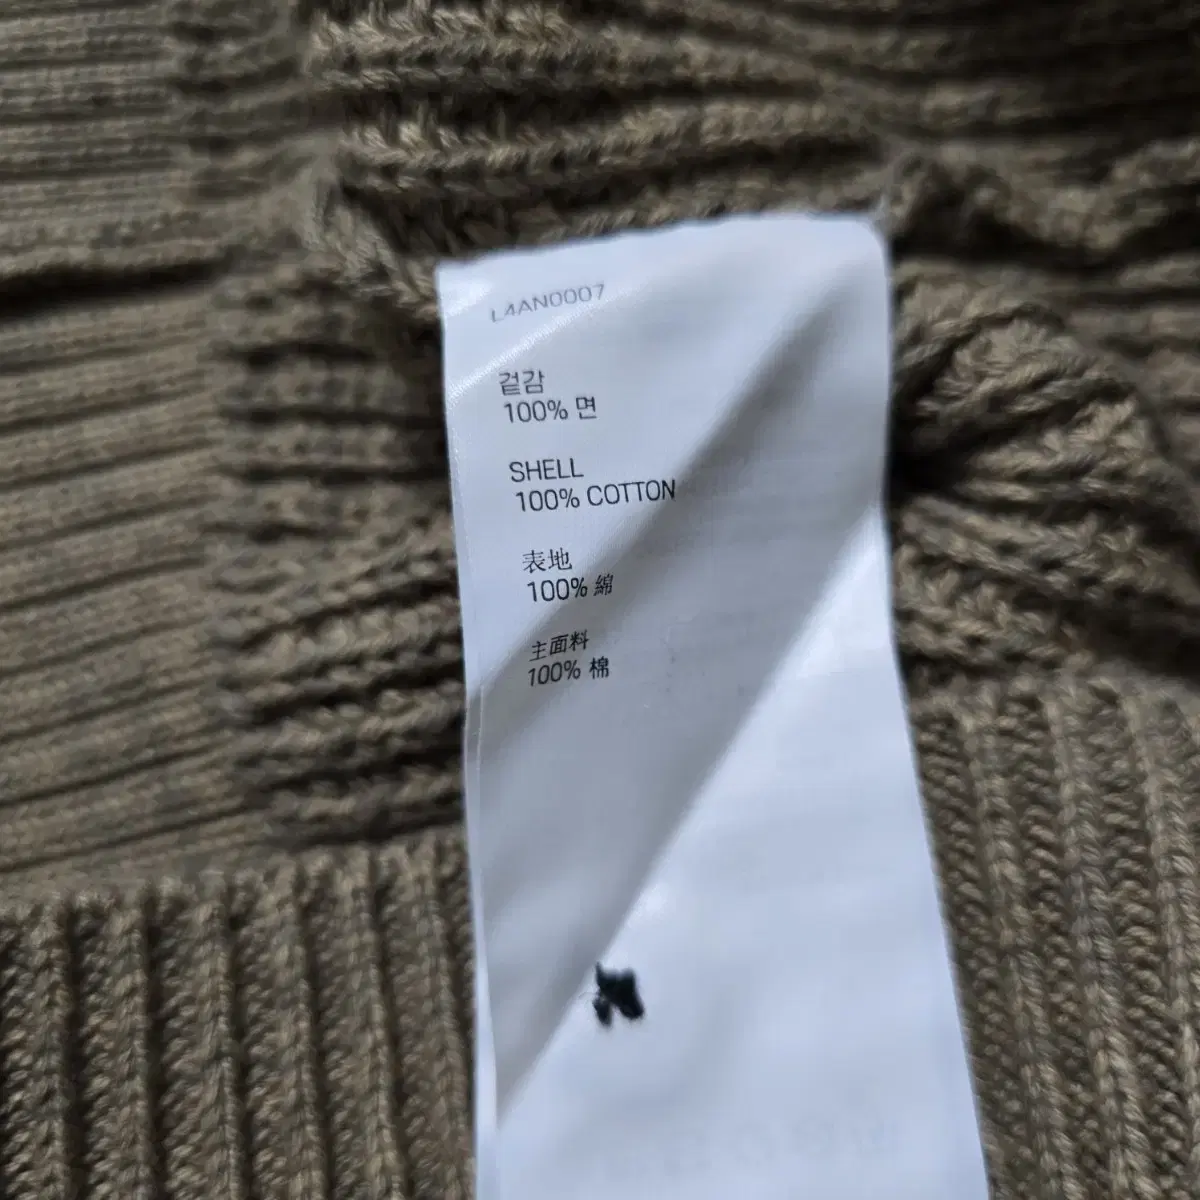 L4AN0007
겉감
100% 면
SHELL
100% COTTON
表地
100% 綿
主面料
100% 棉